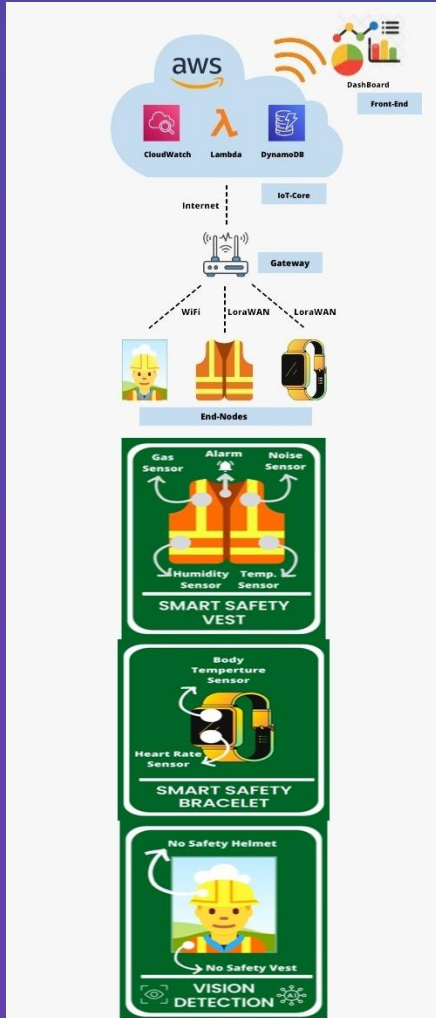 aws
DashBoard
Front-End
CloudWatch Lambda DynamoDB
IoT-Core
Internet
Gateway
WiFi LoraWAN LoraWAN
End-Nodes
Gas
Sensor
Alarm
Noise
Sensor
Humidity
Sensor
Temp.
Sensor
SMART SAFETY
VEST
Body
Temperture
Sensor
Heart Rate
Sensor
SMART SAFETY
BRACELET
No Safety Helmet
No Safety Vest
VISION
DETECTION
AI